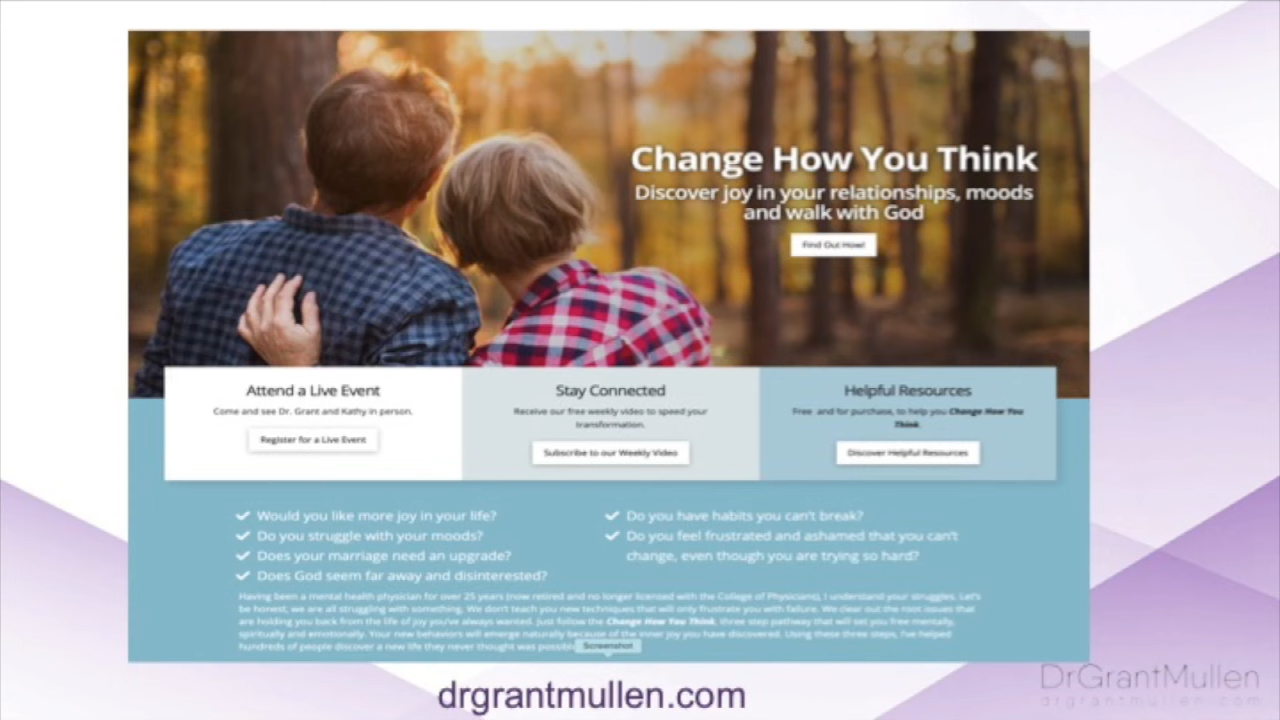 Change How You Think
Discover joy in your relationships, moods
and walk with God
Find Out How!
Attend a Live Event
Come and see Dr. Grant and Kathy in person.
Register for a Live Event
Stay Connected
Receive our free weekly video to speed your
transformation.
Subscribe to our Weekly Video
Helpful Resources
Free and for purchase, to help you Change How You
Think.
Discover Helpful Resources
Would you like more joy in your life?
Do you struggle with your moods?
Does your marriage need an upgrade?
Does God seem far away and disinterested?
Do you have habits you can't break?
Do you feel frustrated and ashamed that you can't
change, even though you are trying so hard?
Having been a mental health physician for over 25 years (now retired and no longer licensed with the College of Physicians), I understand your struggles. Let's
be honest; we are all struggling with something. We don't teach you new techniques that will only frustrate you with failure. We clear out the root issues that
are holding you back from the life of joy you've always wanted. Just follow the Change How You Think, three step pathway that will set you free mentally,
spiritually and emotionally. Your new behaviors will emerge naturally because of the inner joy you have discovered. Using these three steps, I've helped
hundreds of people discover a new life they never thought was possible
Screenshot
drgrantmullen.com
DrGrantMullen
drgrantmullen.com